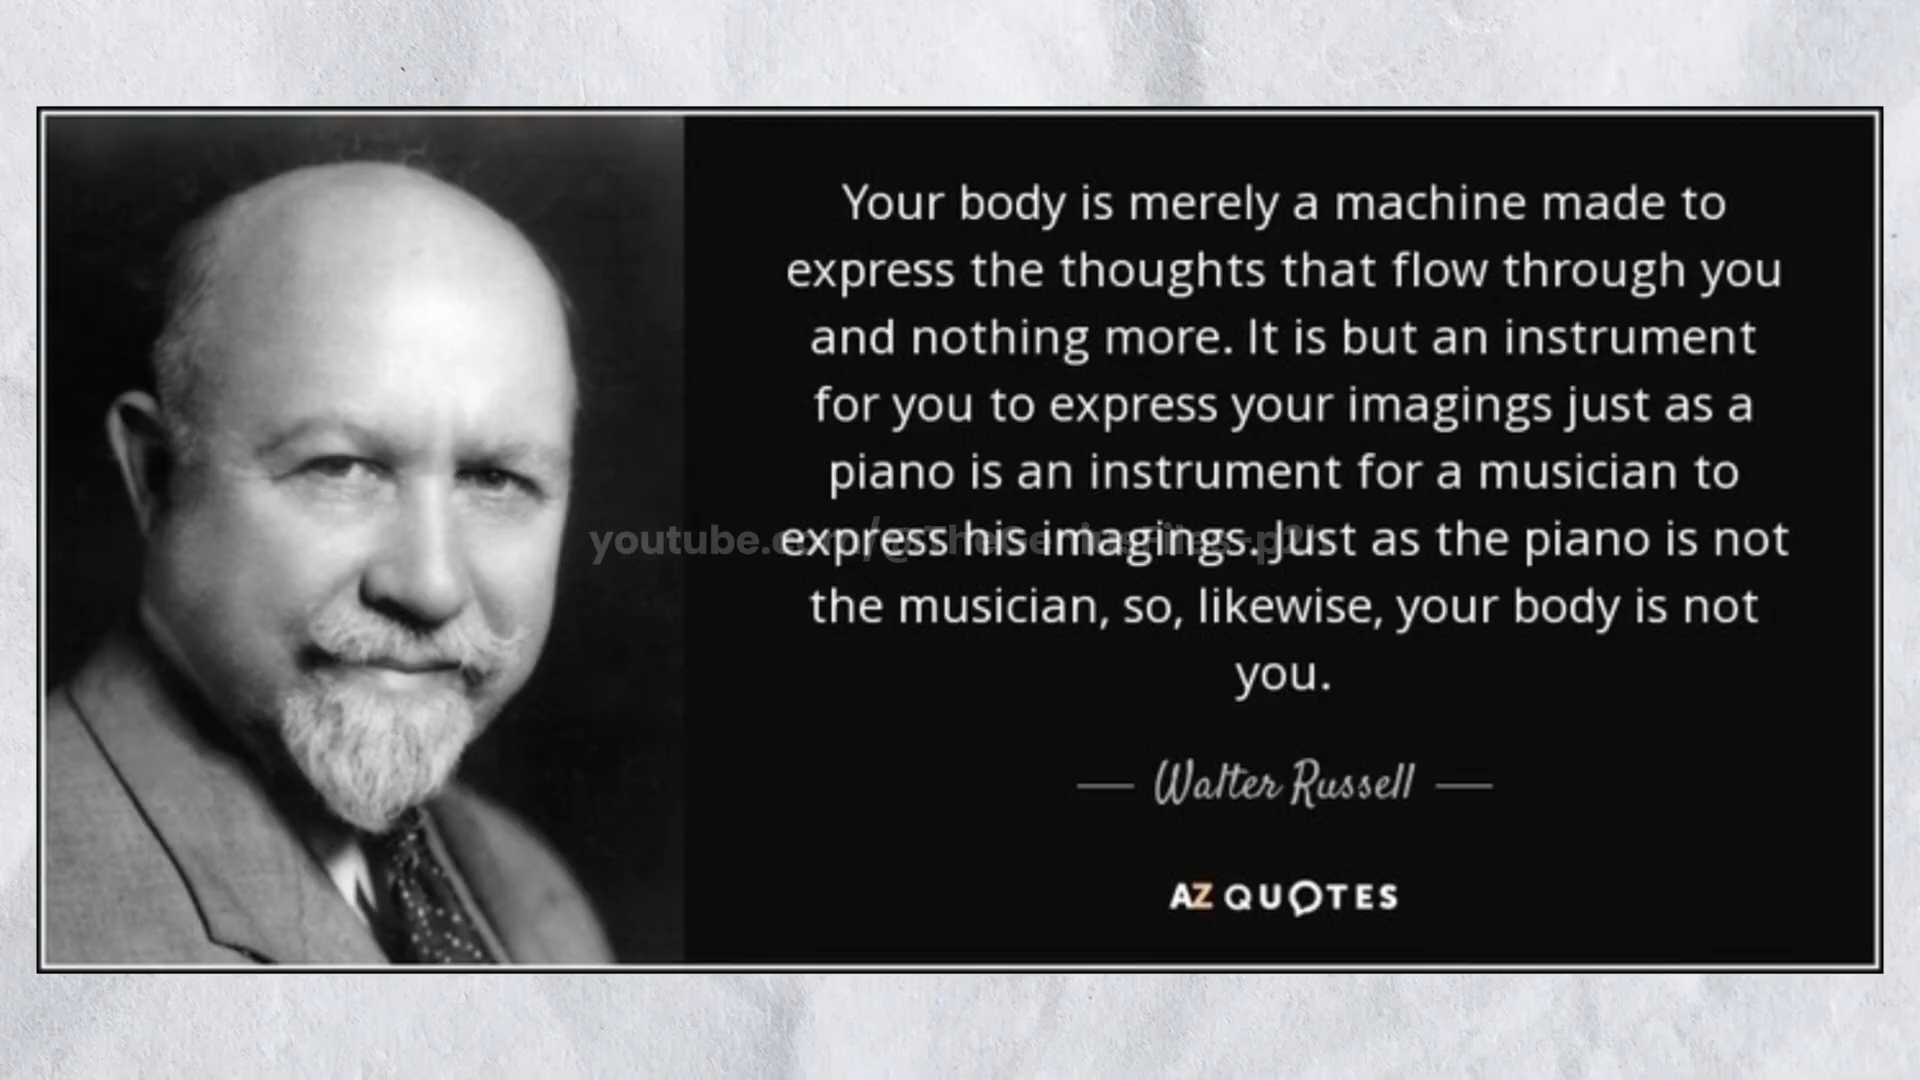 Your body is merely a machine made to
express the thoughts that flow through you
and nothing more. It is but an instrument
for you to express your imagings just as a
piano is an instrument for a musician to
express his imagings. Just as the piano is not
the musician, so, likewise, your body is not
you.
Walter Russell
AZ QUOTES